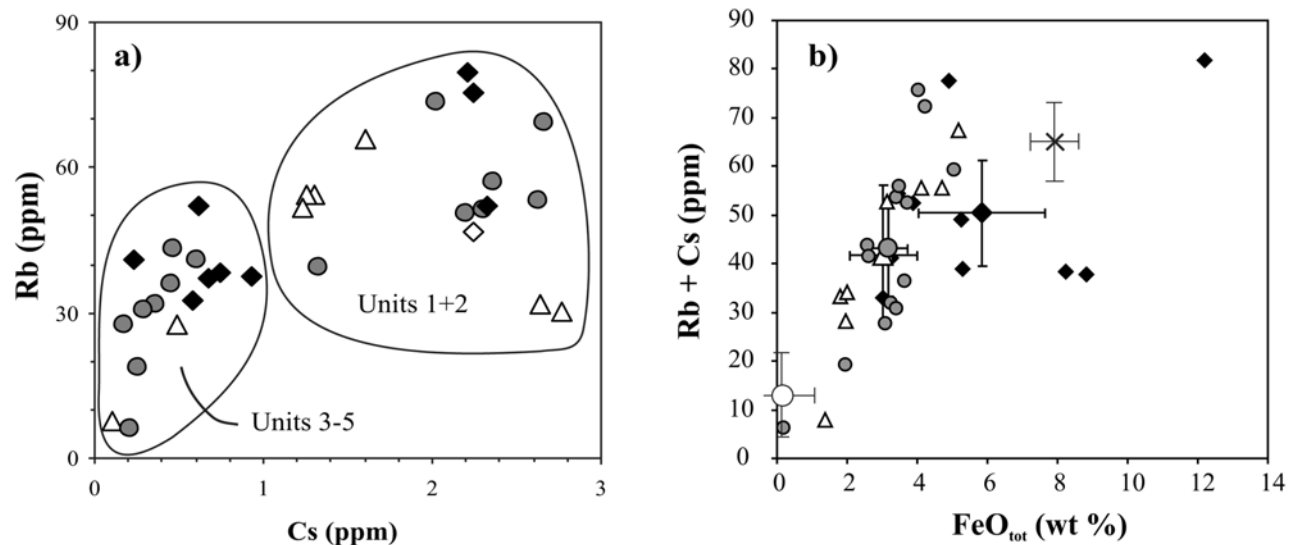 a)
Rb (ppm)
90
60
30
0
Units 1+2
Units 3-5
0 1 2 3
Cs (ppm)
b)
Rb + Cs (ppm)
90
80
70
60
50
40
30
20
10
0
0 2 4 6 8 10 12 14
FeOtot (wt %)